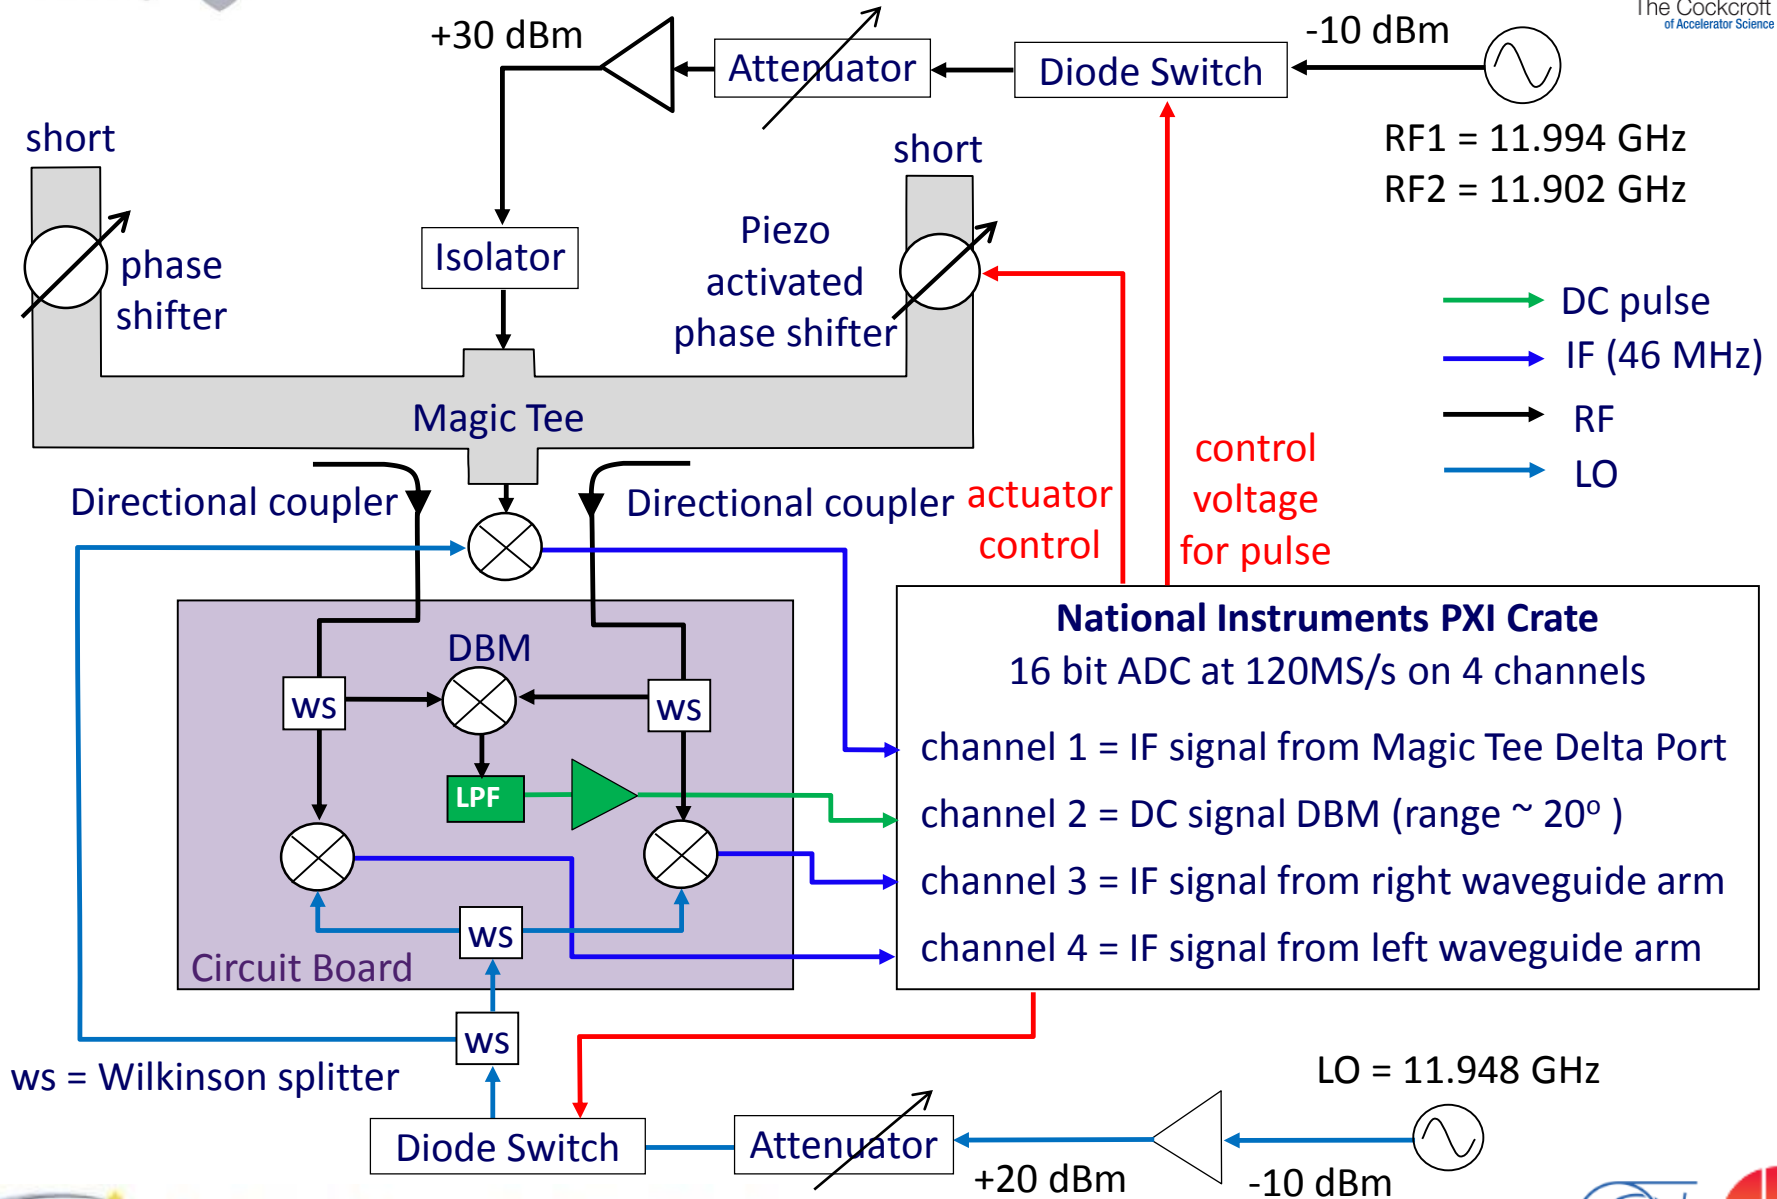 The Cockcroft
of Accelerator Science
+30 dBm
Attenuator
Diode Switch
-10 dBm
RF1 = 11.994 GHz
RF2 = 11.902 GHz
short
short
phase
shifter
Isolator
Piezo
activated
phase shifter
DC pulse
IF (46 MHz)
RF
LO
Magic Tee
Directional coupler
Directional coupler
actuator
control
control
voltage
for pulse
DBM
ws
ws
LPF
ws
Circuit Board
National Instruments PXI Crate
16 bit ADC at 120MS/s on 4 channels
channel 1 = IF signal from Magic Tee Delta Port
channel 2 = DC signal DBM (range ~ 20º )
channel 3 = IF signal from right waveguide arm
channel 4 = IF signal from left waveguide arm
ws
ws = Wilkinson splitter
Diode Switch
Attenuator
+20 dBm
-10 dBm
LO = 11.948 GHz